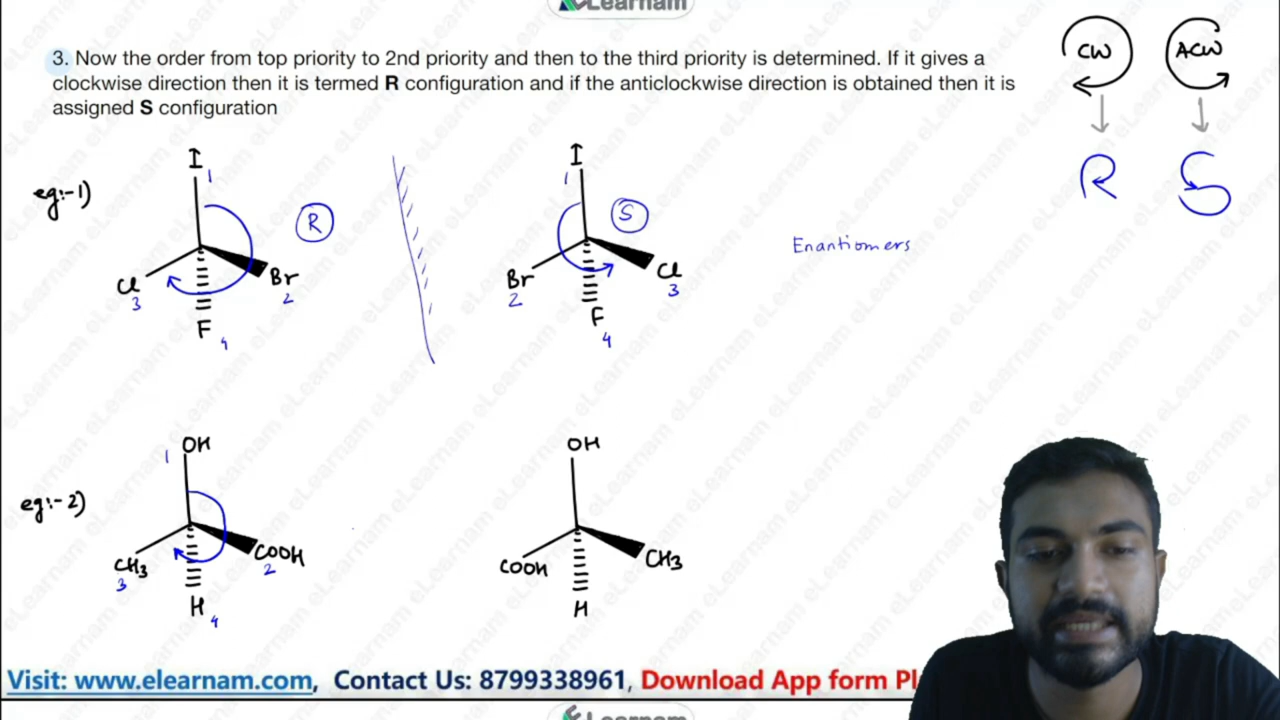 eLearnam
3. Now the order from top priority to 2nd priority and then to the third priority is determined. If it gives a
clockwise direction then it is termed R configuration and if the anticlockwise direction is obtained then it is
assigned S configuration
CW
ACW
R
S
eg:-1)
I
1
R
Cl
3
Br
2
F
4
I
1
S
Br
2
Cl
3
F
4
Enantiomers
eg:-2)
OH
1
CH3
3
COOH
2
H
4
OH
COOH
CH3
H
Visit: www.elearnam.com, Contact Us: 8799338961, Download App form Pl
eLearnam